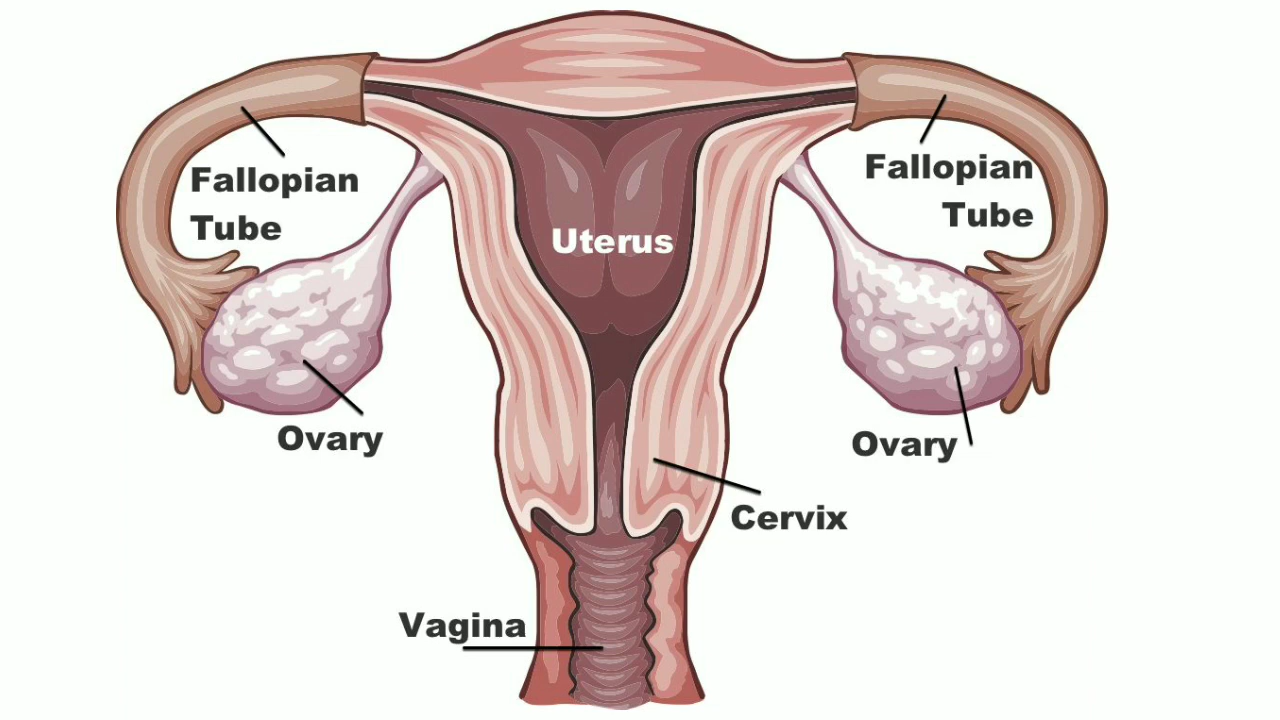 Fallopian
Tube
Fallopian
Tube
Uterus
Ovary
Ovary
Cervix
Vagina